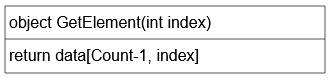 object GetElement(int index)
return data[Count-1, index]